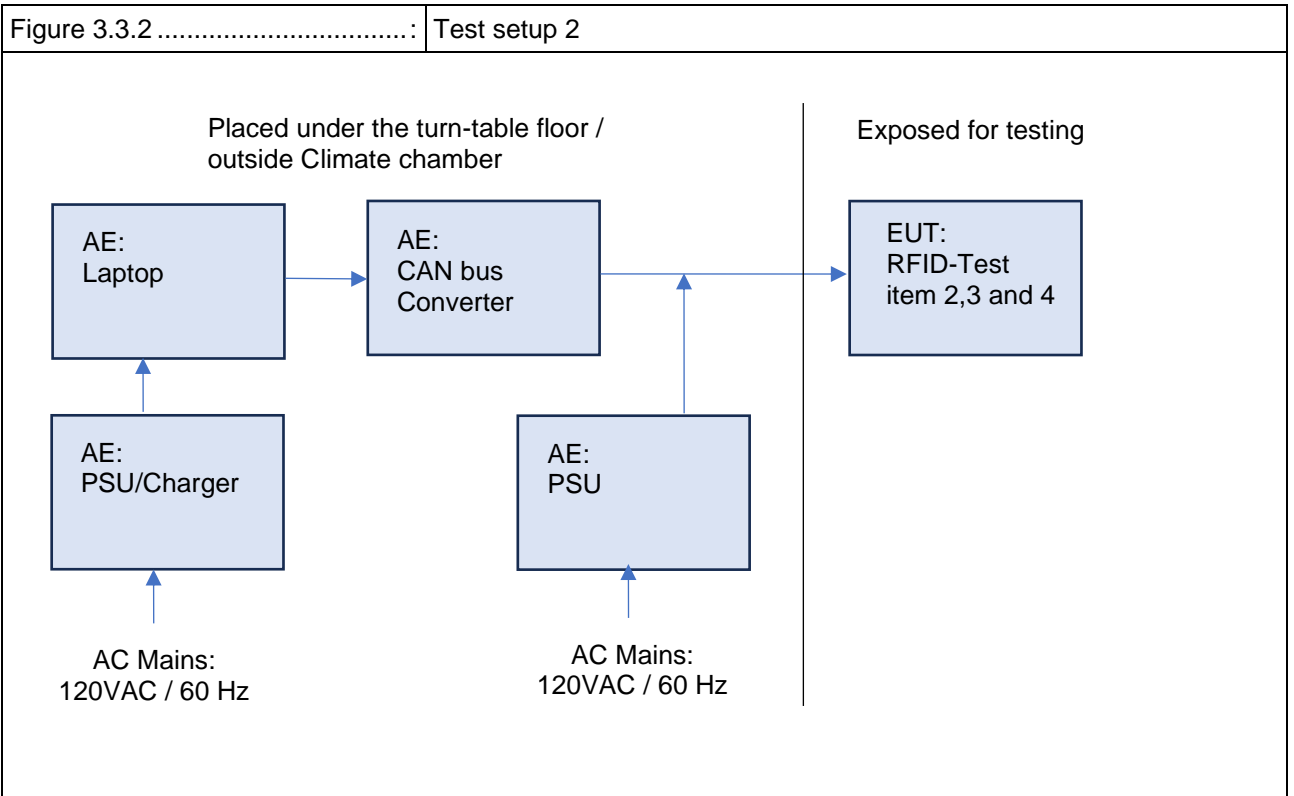 Figure 3.3.2 ..................................: Test setup 2
Placed under the turn-table floor /
outside Climate chamber
Exposed for testing
AE:
Laptop
AE:
CAN bus
Converter
EUT:
RFID-Test
item 2,3 and 4
AE:
PSU/Charger
AE:
PSU
AC Mains:
120VAC / 60 Hz
AC Mains:
120VAC / 60 Hz